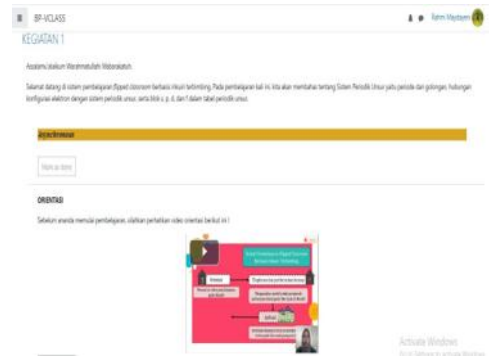 BP-VCLASS
Rahmi Maydayeni
KEGIATAN 1
Assalamu'alaikum Warahmatullahi Wabarakatuh.
Selamat datang di sistem pembelajaran flipped classroom berbasis inkuiri terbimbing. Pada pembelajaran kali ini, kita akan membahas tentang Sistem Periodik Unsur yaitu periode dan golongan, hubungan
konfigurasi elektron dengan sistem periodik unsur, serta blok s, p, d, dan f dalam tabel periodik unsur.
asynchronous
Mark as done
ORIENTASI
Sebelum ananda memulai pembelajaran, silahkan perhatikan video orientasi berikut ini !
Activate Windows